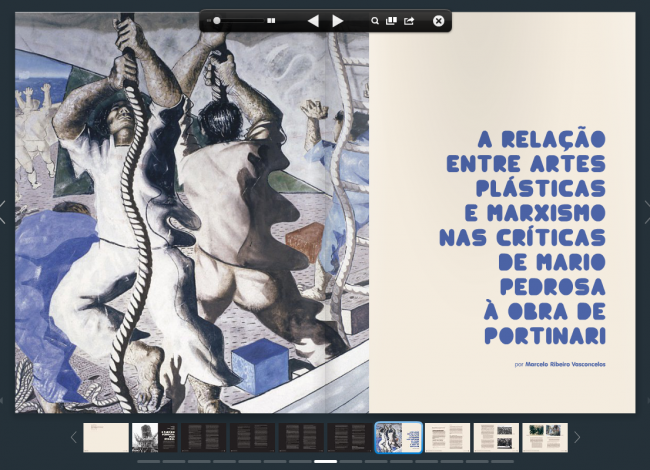 A RELAÇÃO
ENTRE ARTES
PLÁSTICAS
E MARXISMO
NAS CRÍTICAS
DE MARIO
PEDROSA
À OBRA DE
PORTINARI
por Marcelo Ribeiro Vasconcelos